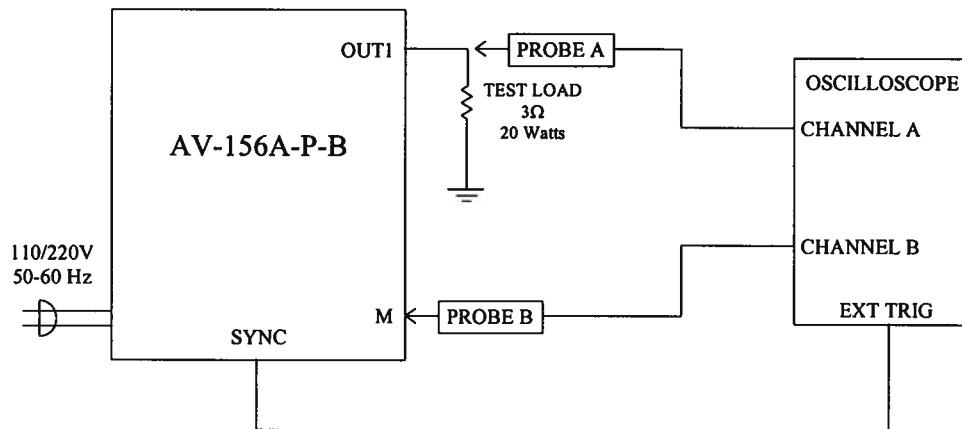 OUT1
PROBE A
TEST LOAD
3Ω
20 Watts
AV-156A-P-B
OSCILLOSCOPE
CHANNEL A
110/220V
50-60 Hz
CHANNEL B
M
PROBE B
SYNC
EXT TRIG